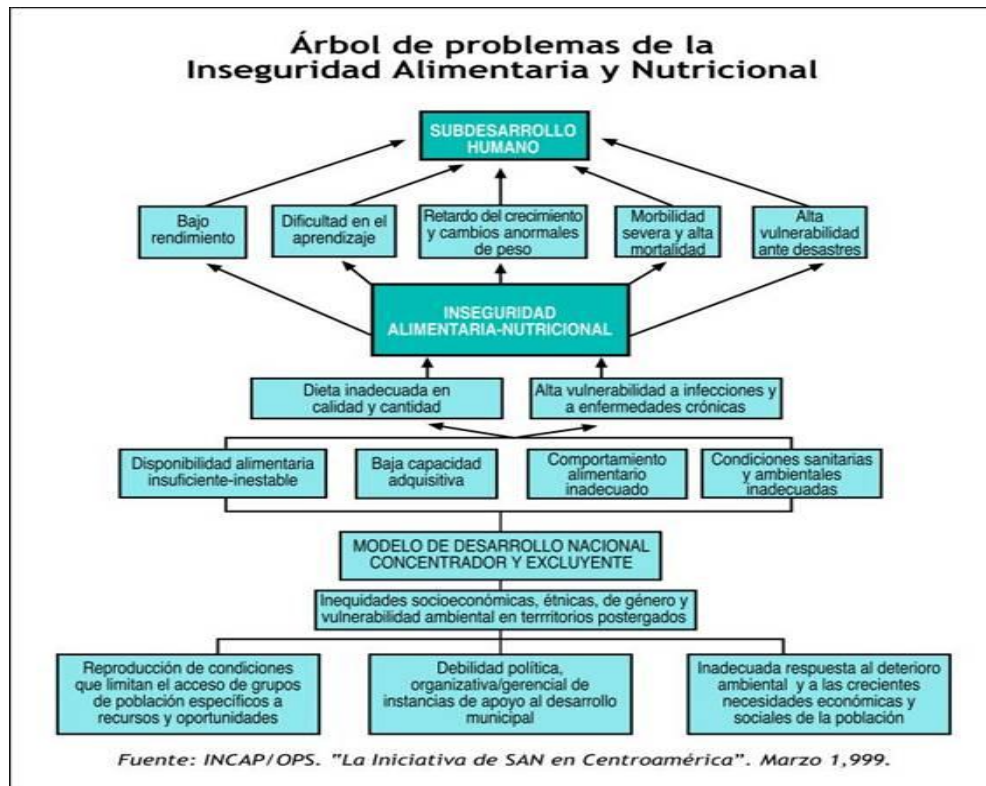 Árbol de problemas de la
Inseguridad Alimentaria y Nutricional
SUBDESARROLLO
HUMANO
Bajo
rendimiento
Dificultad en el
aprendizaje
Retardo del crecimiento
y cambios anormales
de peso
Morbilidad
severa y alta
mortalidad
Alta
vulnerabilidad
ante desastres
INSEGURIDAD
ALIMENTARIA-NUTRICIONAL
Dieta inadecuada en
calidad y cantidad
Alta vulnerabilidad a infecciones y
a enfermedades crónicas
Disponibilidad alimentaria
insuficiente-inestable
Baja capacidad
adquisitiva
Comportamiento
alimentario
inadecuado
Condiciones sanitarias
y ambientales
inadecuadas
MODELO DE DESARROLLO NACIONAL
CONCENTRADOR Y EXCLUYENTE
Inequidades socioeconómicas, étnicas, de género y
vulnerabilidad ambiental en terrritorios postergados
Reproducción de condiciones
que limitan el acceso de grupos
de población específicos a
recursos y oportunidades
Debilidad política,
organizativa/gerencial de
instancias de apoyo al desarrollo
municipal
Inadecuada respuesta al deterioro
ambiental y a las crecientes
necesidades económicas y
sociales de la población
Fuente: INCAP/OPS. "La Iniciativa de SAN en Centroamérica". Marzo 1,999.